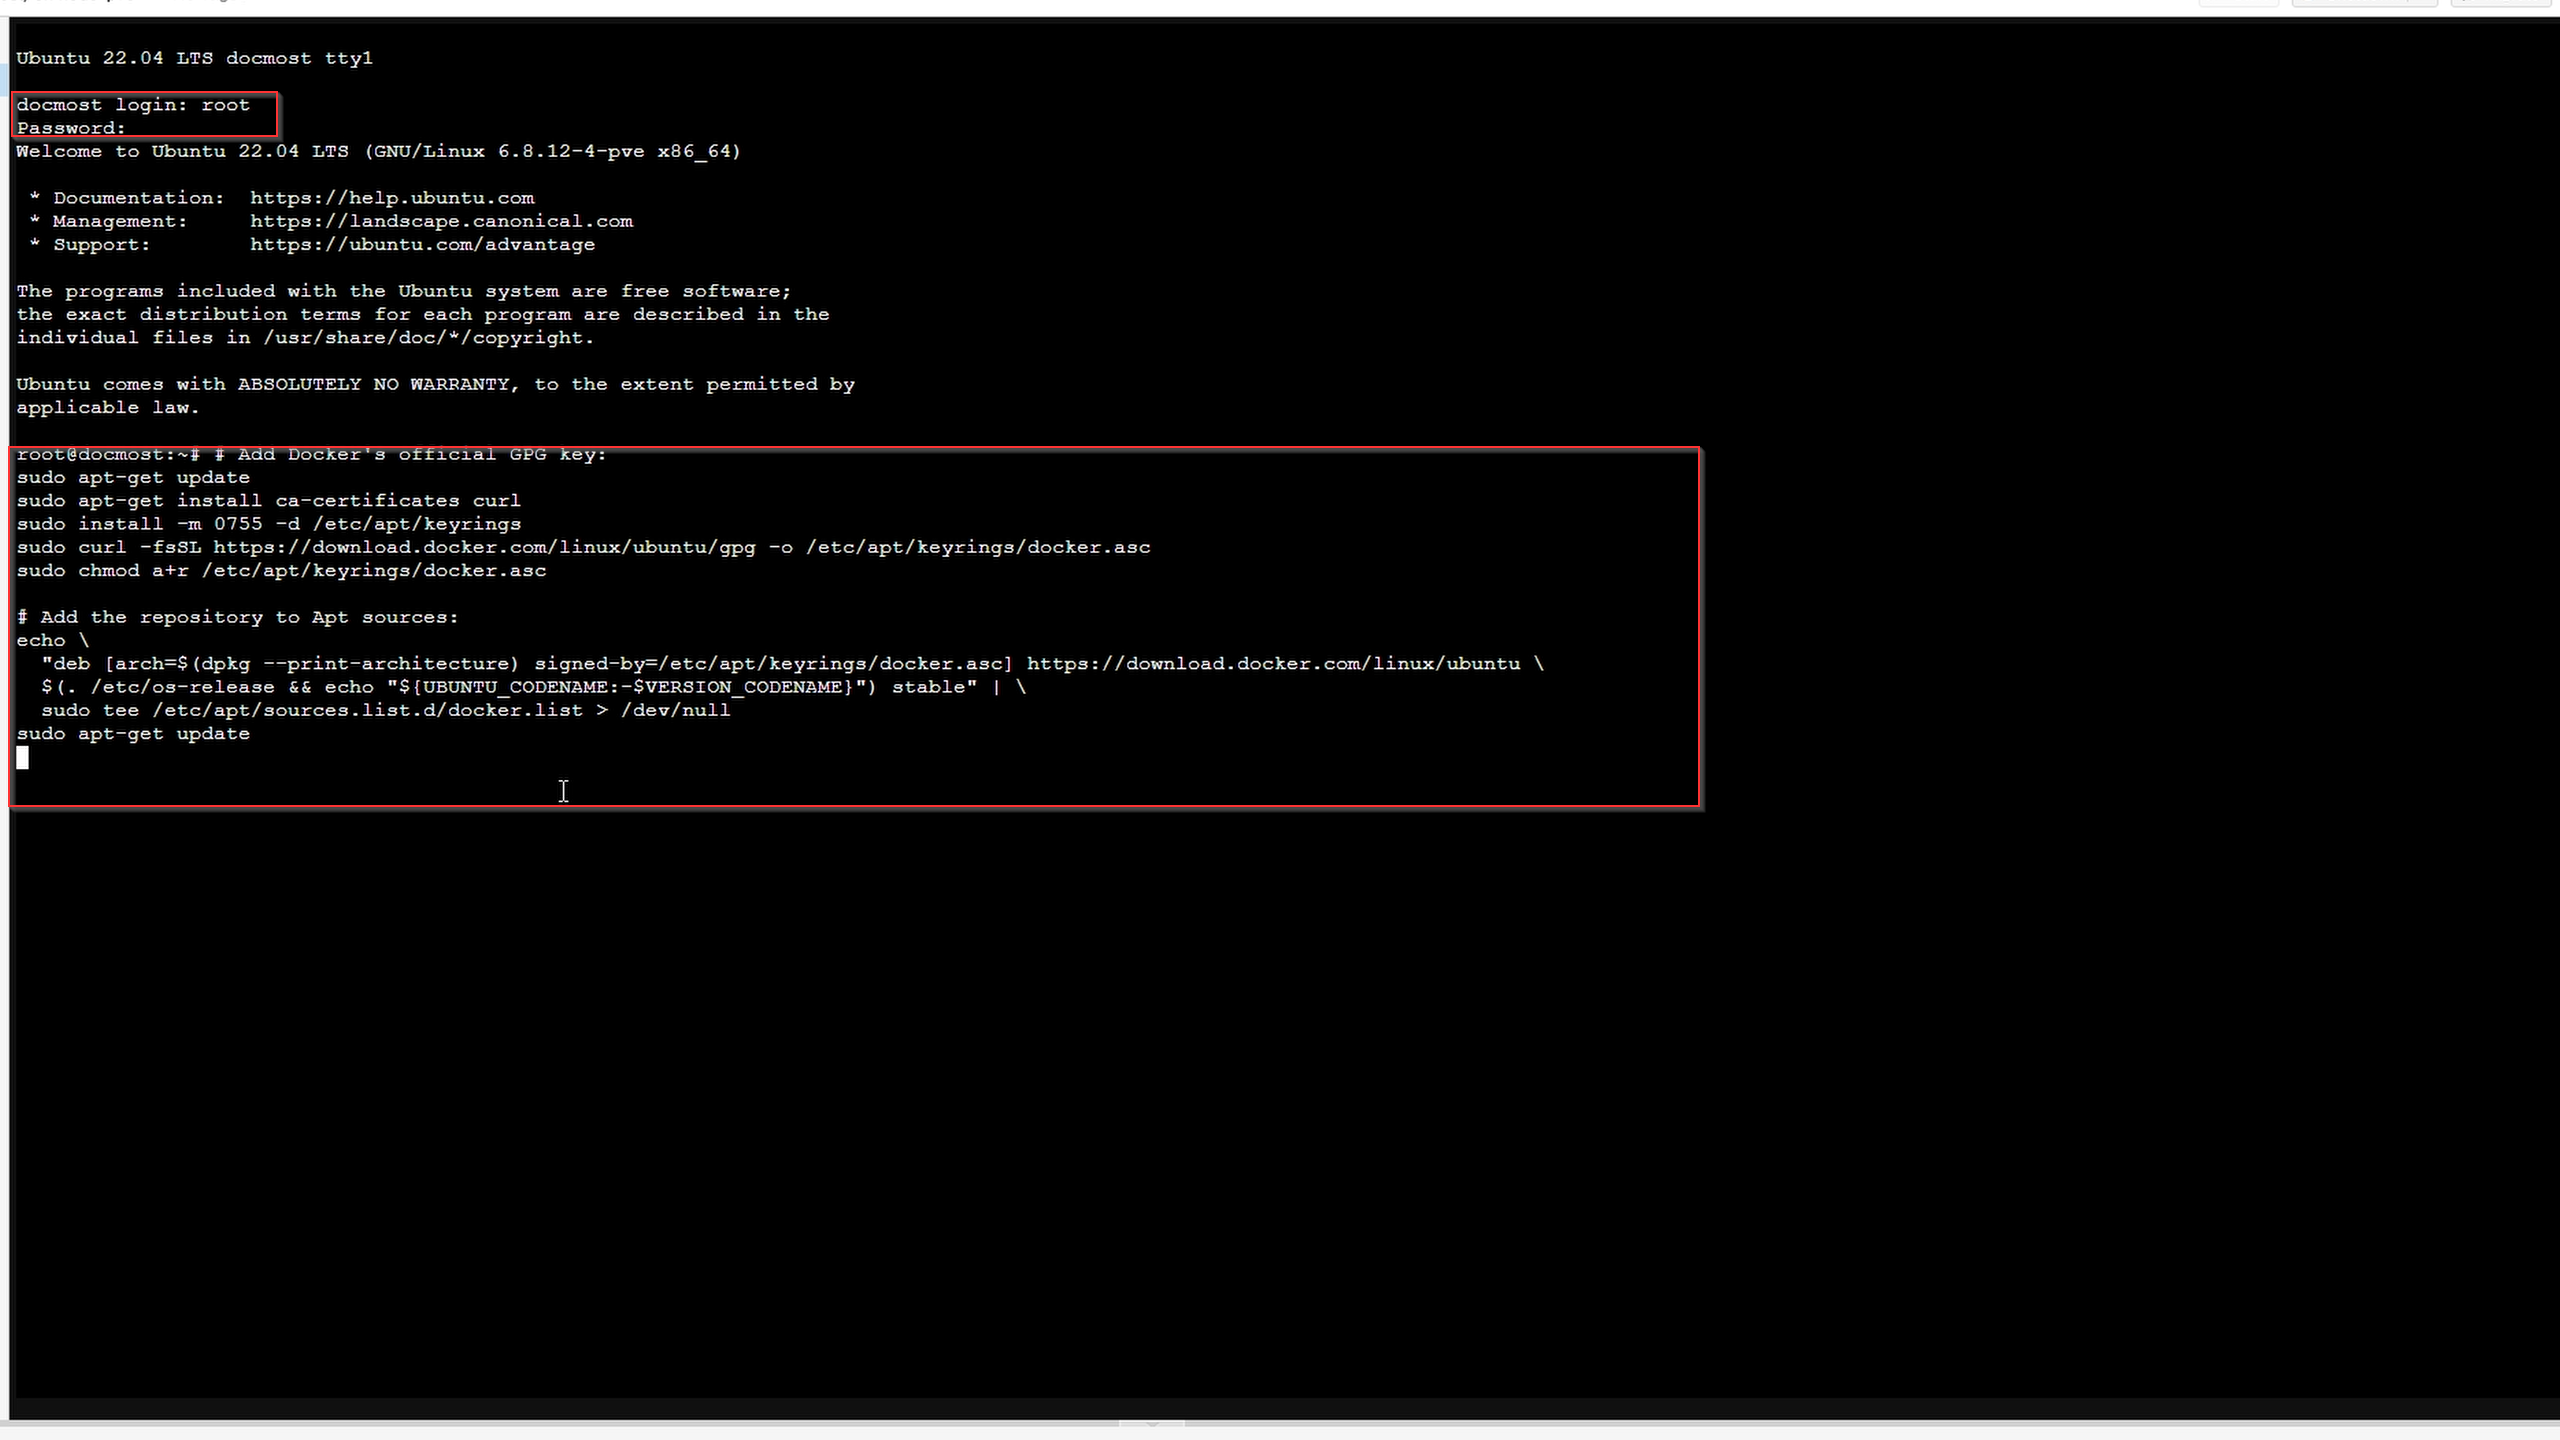 Ubuntu 22.04 LTS docmost tty1
docmost login: root
Password:
Welcome to Ubuntu 22.04 LTS (GNU/Linux 6.8.12-4-pve x86_64)
* Documentation:  https://help.ubuntu.com
* Management:     https://landscape.canonical.com
* Support:        https://ubuntu.com/advantage
The programs included with the Ubuntu system are free software;
the exact distribution terms for each program are described in the
individual files in /usr/share/doc/*/copyright.
Ubuntu comes with ABSOLUTELY NO WARRANTY, to the extent permitted by
applicable law.
root@docmost:~# # Add Docker's official GPG key:
sudo apt-get update
sudo apt-get install ca-certificates curl
sudo install -m 0755 -d /etc/apt/keyrings
sudo curl -fsSL https://download.docker.com/linux/ubuntu/gpg -o /etc/apt/keyrings/docker.asc
sudo chmod a+r /etc/apt/keyrings/docker.asc
# Add the repository to Apt sources:
echo \
  "deb [arch=$(dpkg --print-architecture) signed-by=/etc/apt/keyrings/docker.asc] https://download.docker.com/linux/ubuntu \
  $(. /etc/os-release && echo "${UBUNTU_CODENAME:-$VERSION_CODENAME}") stable" | \
  sudo tee /etc/apt/sources.list.d/docker.list > /dev/null
sudo apt-get update